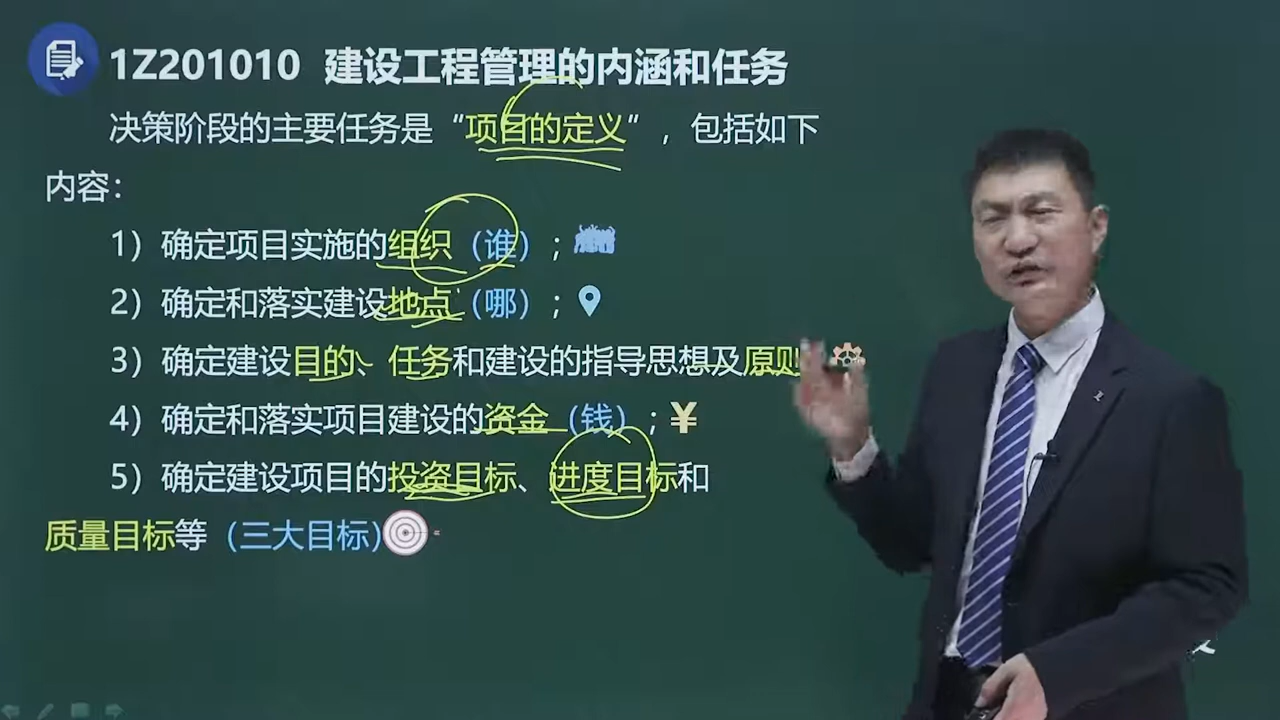 1Z201010 建设工程管理的内涵和任务
决策阶段的主要任务是“项目的定义”，包括如下
内容：
1）确定项目实施的组织（谁）；
2）确定和落实建设地点（哪）；
3）确定建设目的、任务和建设的指导思想及原则
4）确定和落实项目建设的资金（钱）；¥
5）确定建设项目的投资目标、进度目标和
质量目标等（三大目标）